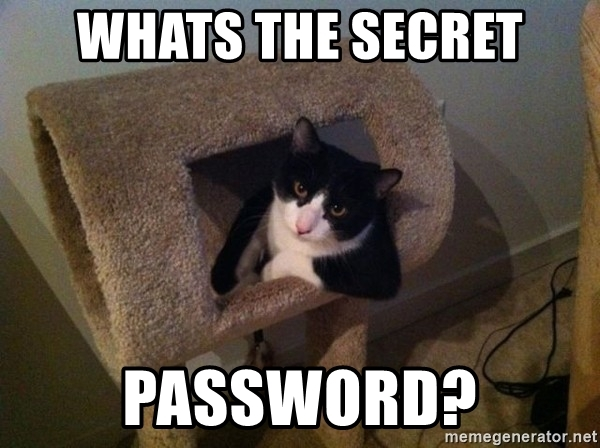 WHATS THE SECRET
PASSWORD?
memegenerator.net